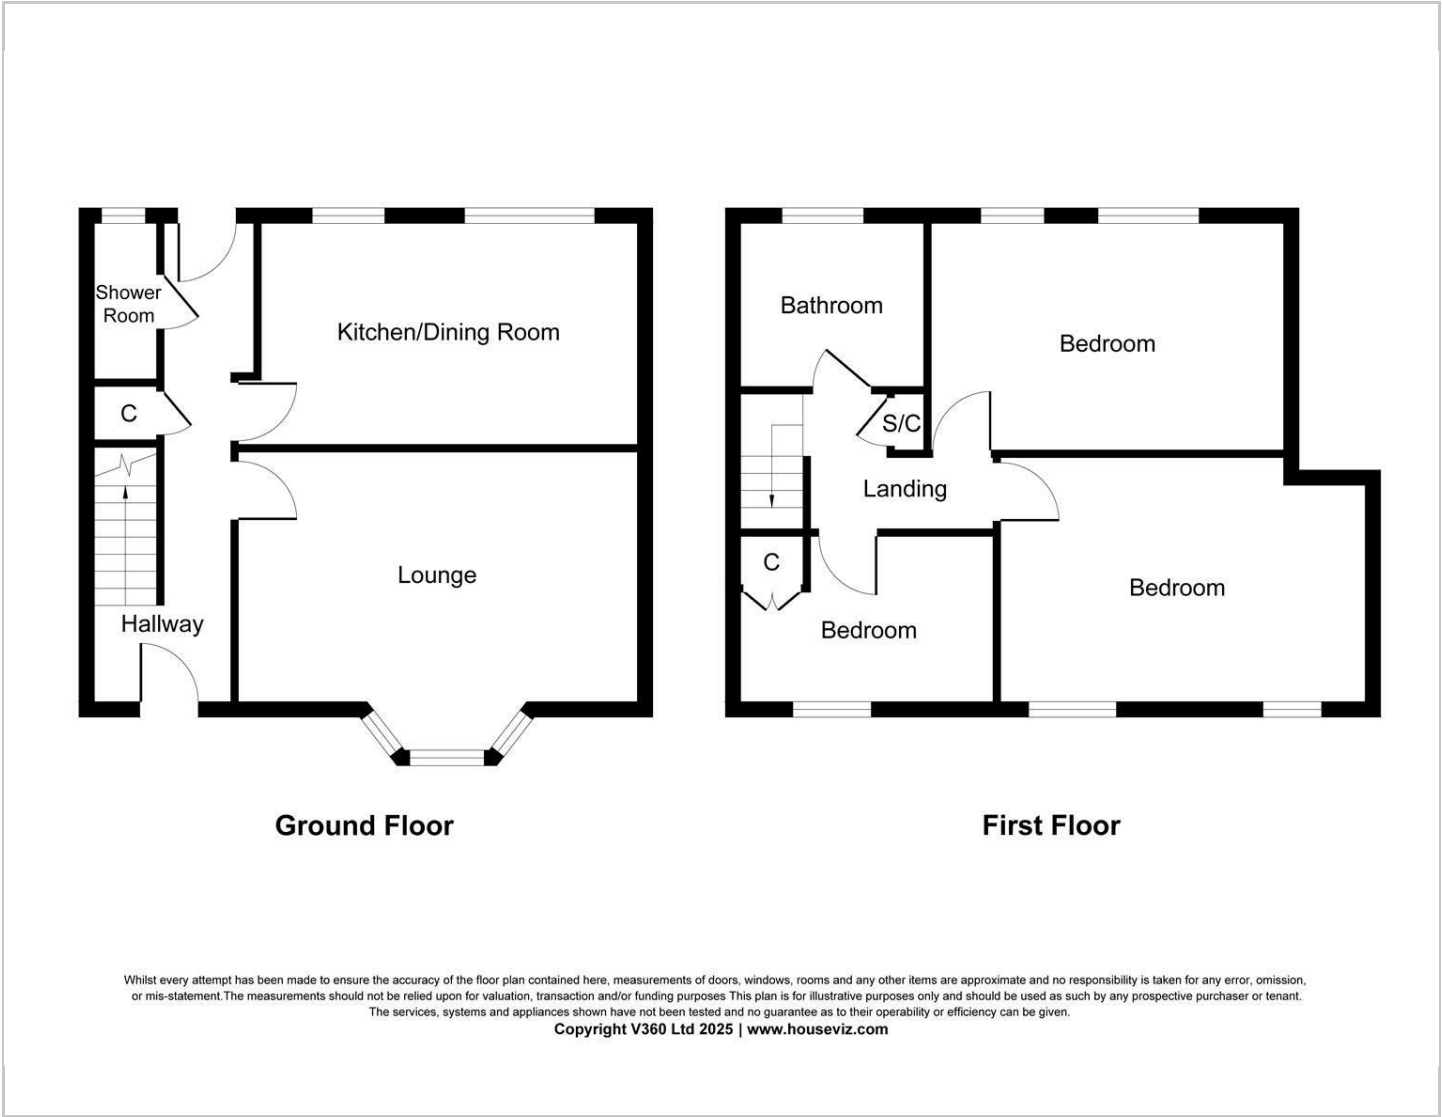 Shower
Room
Kitchen/Dining Room
C
Lounge
Hallway
Ground Floor
Bathroom
Bedroom
S/C
Landing
C
Bedroom
Bedroom
First Floor
Whilst every attempt has been made to ensure the accuracy of the floor plan contained here, measurements of doors, windows, rooms and any other items are approximate and no responsibility is taken for any error, omission,
or mis-statement.The measurements should not be relied upon for valuation, transaction and/or funding purposes This plan is for illustrative purposes only and should be used as such by any prospective purchaser or tenant.
The services, systems and appliances shown have not been tested and no guarantee as to their operability or efficiency can be given.
Copyright V360 Ltd 2025 | www.houseviz.com